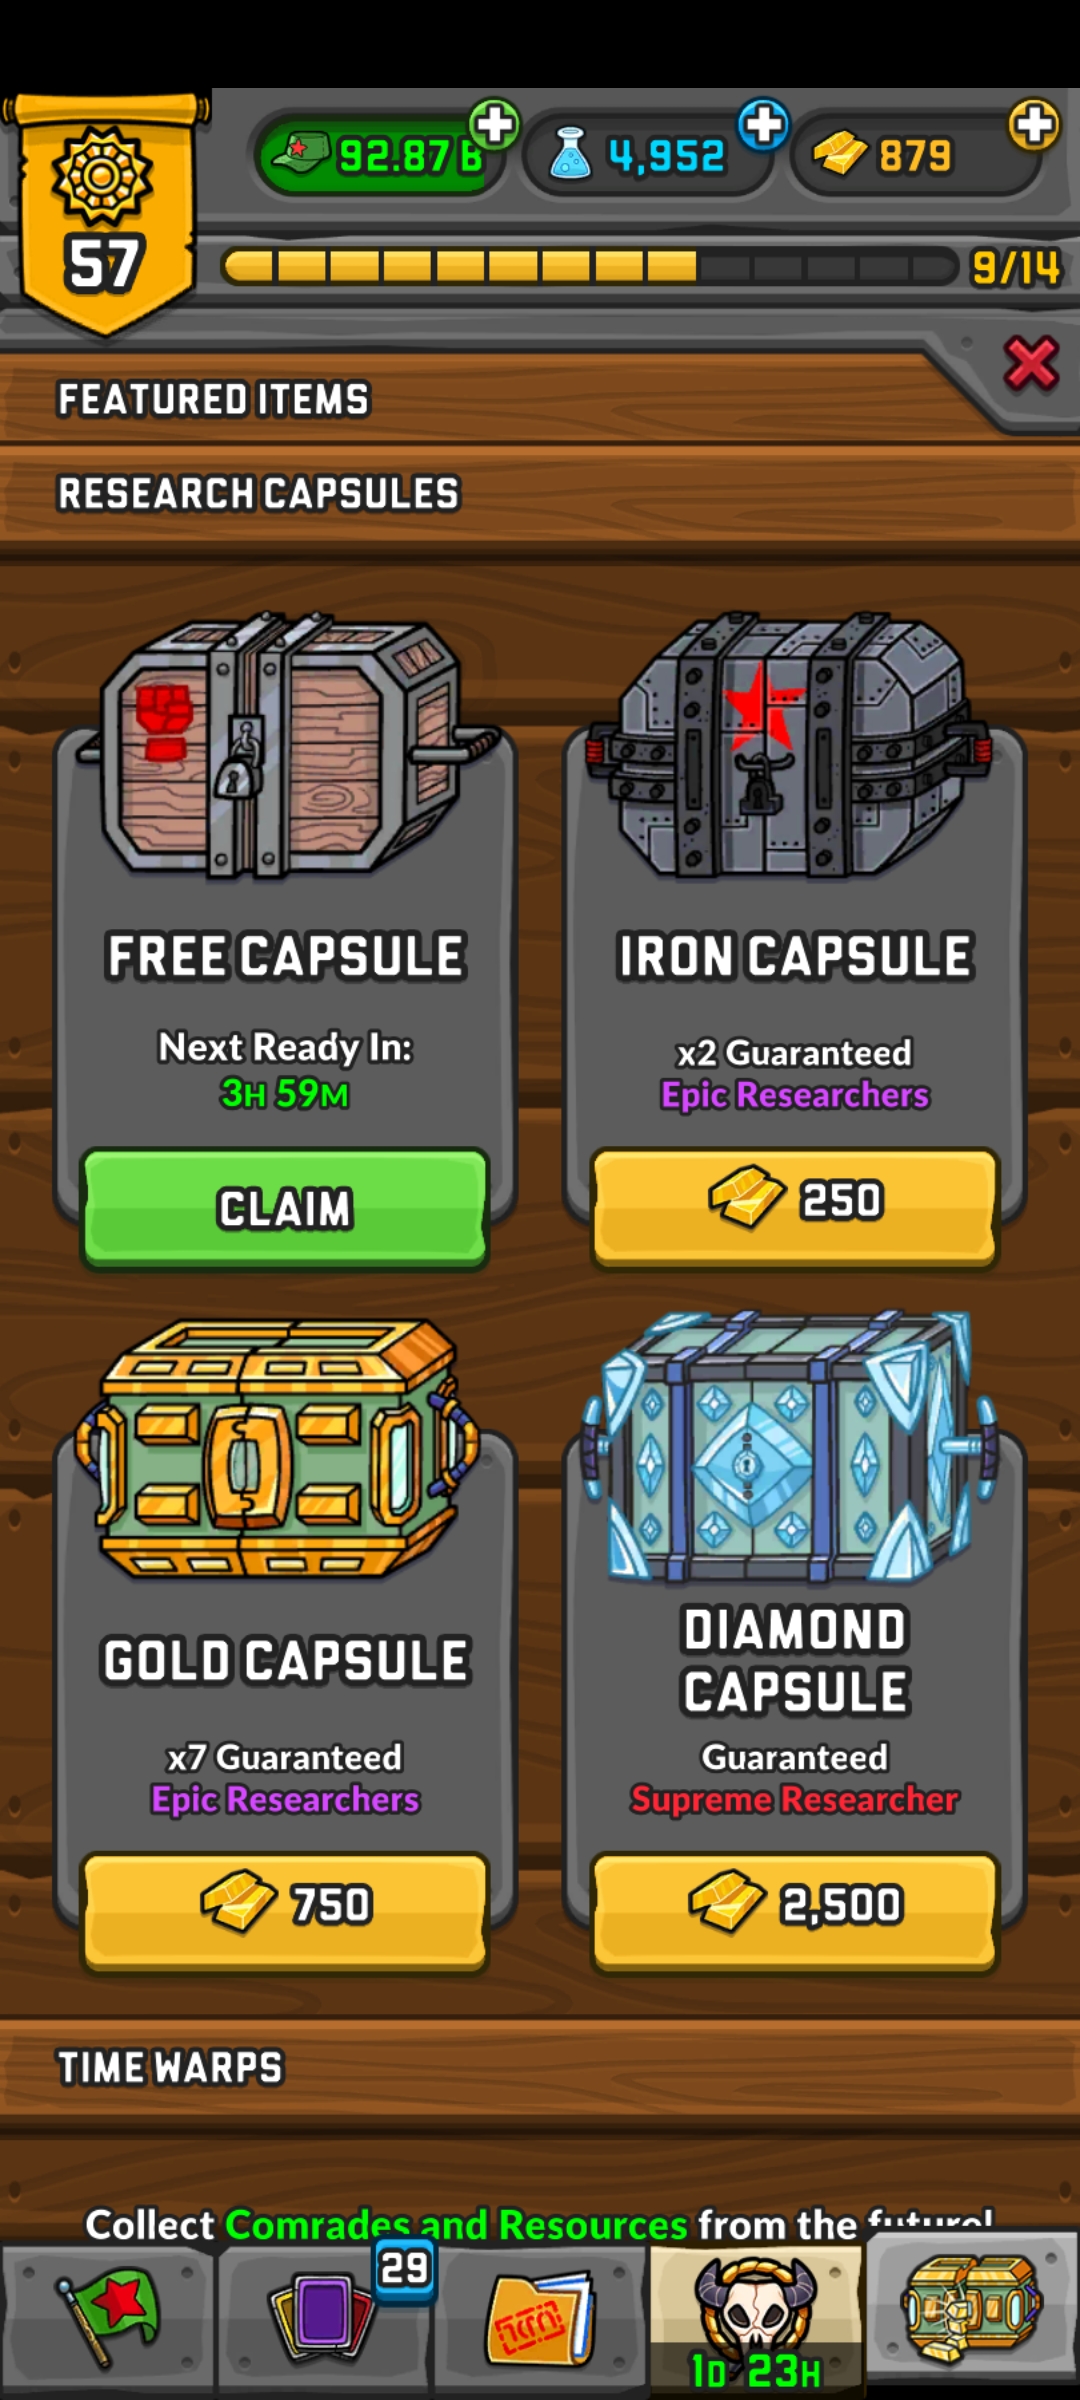 92.87B
4,952
879
57
9/14
FEATURED ITEMS
RESEARCH CAPSULES
FREE CAPSULE
Next Ready In:
3H 59M
CLAIM
IRON CAPSULE
x2 Guaranteed
Epic Researchers
250
GOLD CAPSULE
x7 Guaranteed
Epic Researchers
750
DIAMOND
CAPSULE
Guaranteed
Supreme Researcher
2,500
TIME WARPS
Collect Comrades and Resources from the future!
29
1D 23H